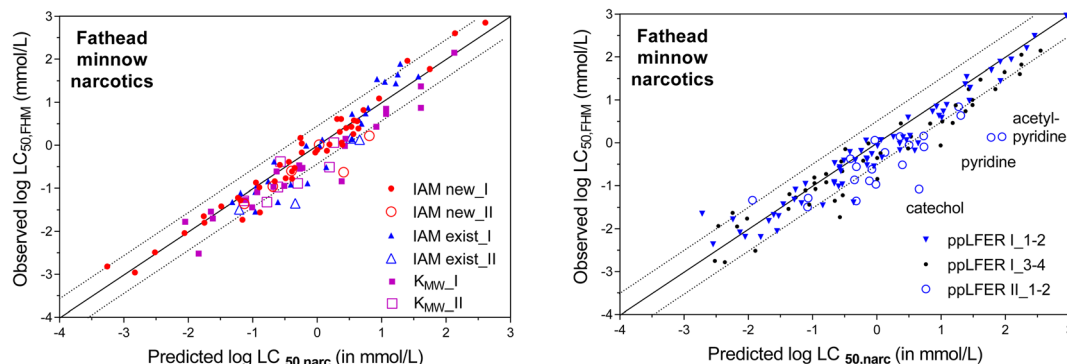 Fathead
minnow
narcotics
Observed log LC50,FHM (mmol/L)
3
2
1
0
-1
-2
-3
-4
-4 -3 -2 -1 0 1 2 3
IAM new_I
IAM new_II
IAM exist_I
IAM exist_II
KMW_I
KMW_II
Predicted log LC 50,narc (in mmol/L)
Fathead
minnow
narcotics
Observed log LC50,FHM (mmol/L)
3
2
1
0
-1
-2
-3
-4
-4 -3 -2 -1 0 1 2 3
acetyl-
pyridine
pyridine
catechol
ppLFER I_1-2
ppLFER I_3-4
ppLFER II_1-2
Predicted log LC 50,narc (in mmol/L)